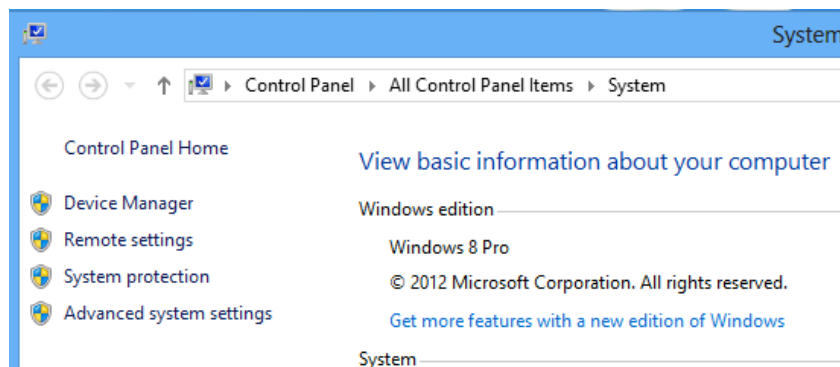 System
Control Panel All Control Panel Items System
Control Panel Home
Device Manager
Remote settings
System protection
Advanced system settings
View basic information about your computer
Windows edition
Windows 8 Pro
© 2012 Microsoft Corporation. All rights reserved.
Get more features with a new edition of Windows
System